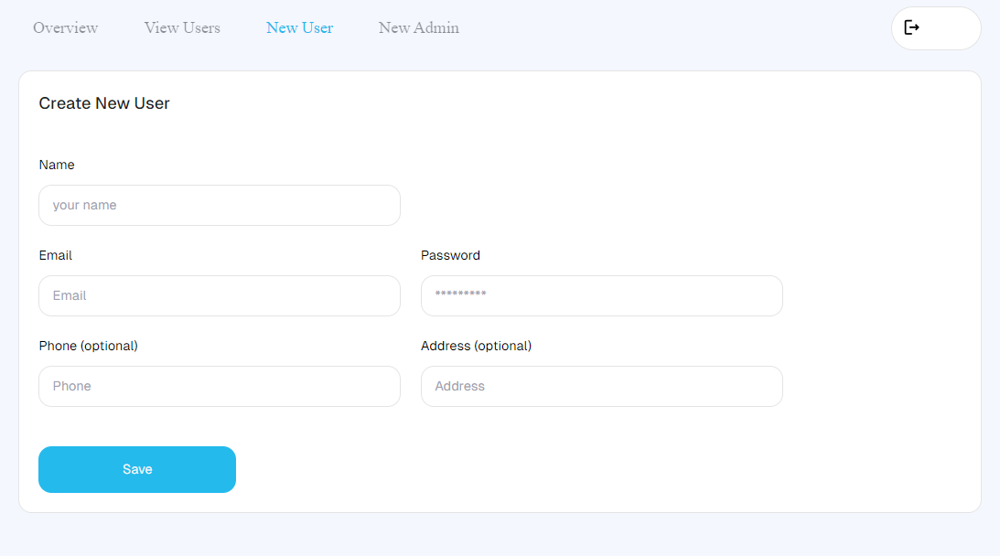 Overview View Users New User New Admin
Create New User
Name
your name
Email Password
Email *********
Phone (optional) Address (optional)
Phone Address
Save